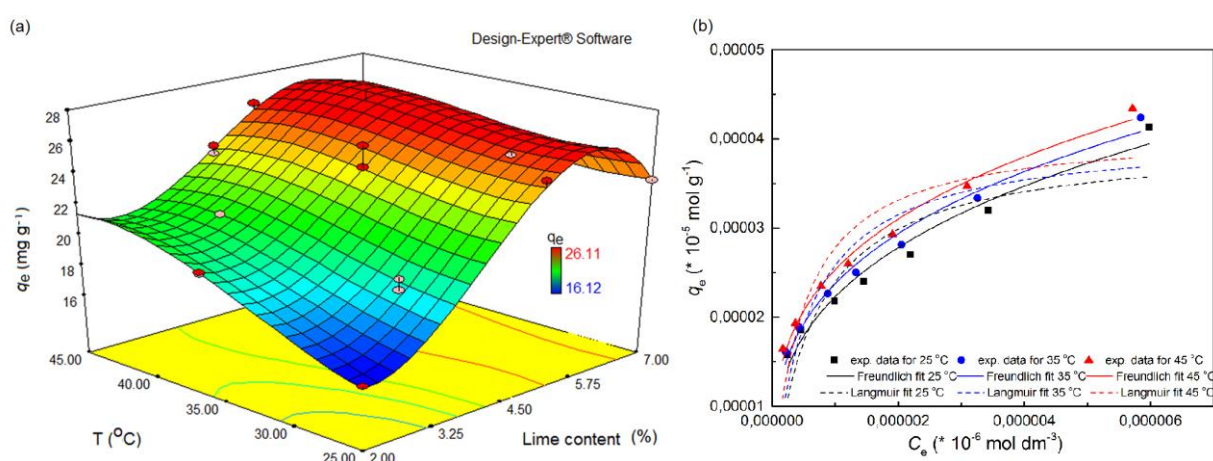 (a)
Design-Expert® Software
28
26
24
22
20
18
16
qe (mg g-1)
qe
26.11
16.12
45.00
40.00
35.00
30.00
25.00
T (OC)
7.00
5.75
4.50
3.25
2.00
Lime content (%)
(b)
0,00005
0,00004
0,00003
0,00002
0,00001
qe (* 10-5 mol g-1)
exp. data for 25 °C exp. data for 35 °C exp. data for 45 °C
Freundlich fit 25 °C Freundlich fit 35 °C Freundlich fit 45 °C
Langmuir fit 25 °C Langmuir fit 35 °C Langmuir fit 45 °C
0,000000 0,000002 0,000004 0,000006
Ce (* 10-6 mol dm-3)